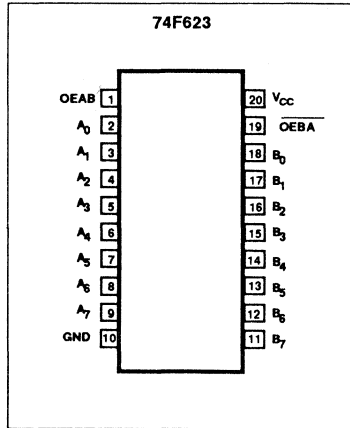 74F623
OEAB 1 20 VCC
A0 2 19 OEBA
A1 3 18 B0
A2 4 17 B1
A3 5 16 B2
A4 6 15 B3
A5 7 14 B4
A6 8 13 B5
A7 9 12 B6
GND 10 11 B7